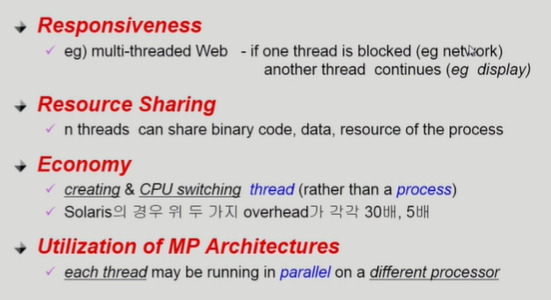 Responsiveness
eg) multi-threaded Web - if one thread is blocked (eg network)
another thread continues (eg display)
Resource Sharing
n threads can share binary code, data, resource of the process
Economy
creating & CPU switching thread (rather than a process)
Solaris의 경우 위 두 가지 overhead가 각각 30배, 5배
Utilization of MP Architectures
each thread may be running in parallel on a different processor